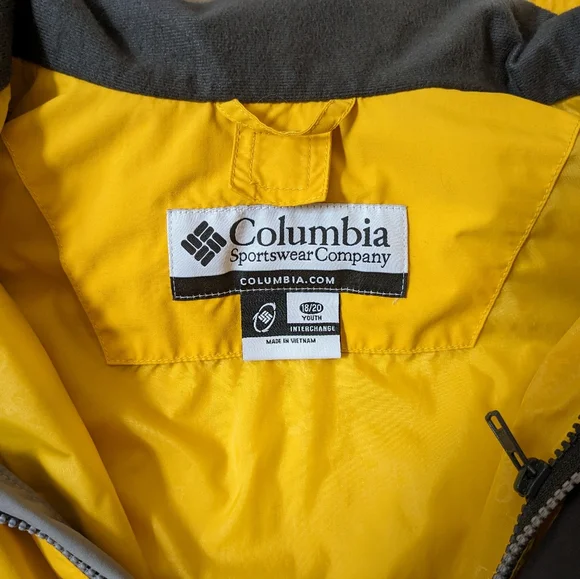 Columbia
Sportswear Company
COLUMBIA.COM
18/20
YOUTH
INTERCHANGE
MADE IN VIETNAM